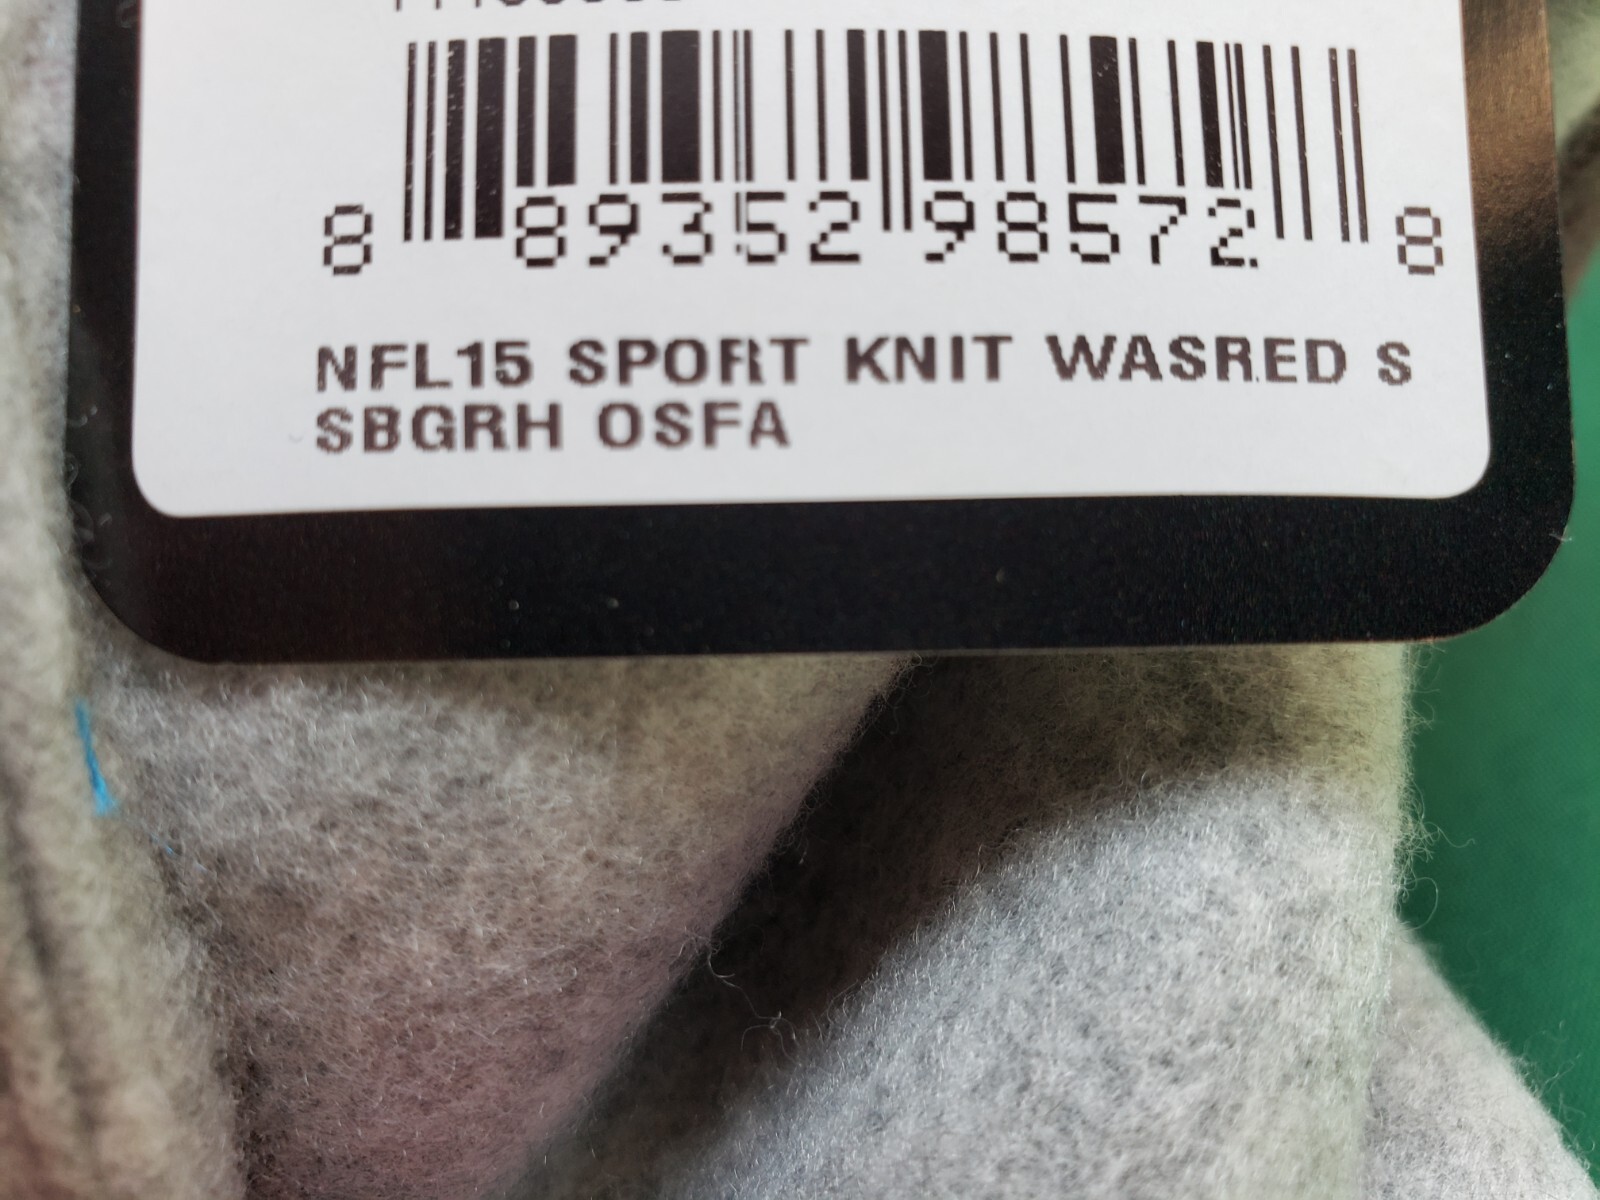 8 89352 98572 8
NFL15 SPORT KNIT WASRED S
SBGRH OSFA